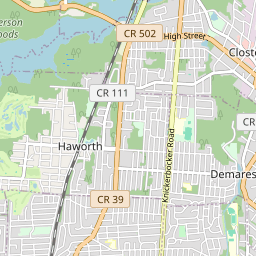 erson
oods
CR 502
High Street
Closte
CR 111
CR
Haworth
Knickerbocker Road
Demares
CR 39